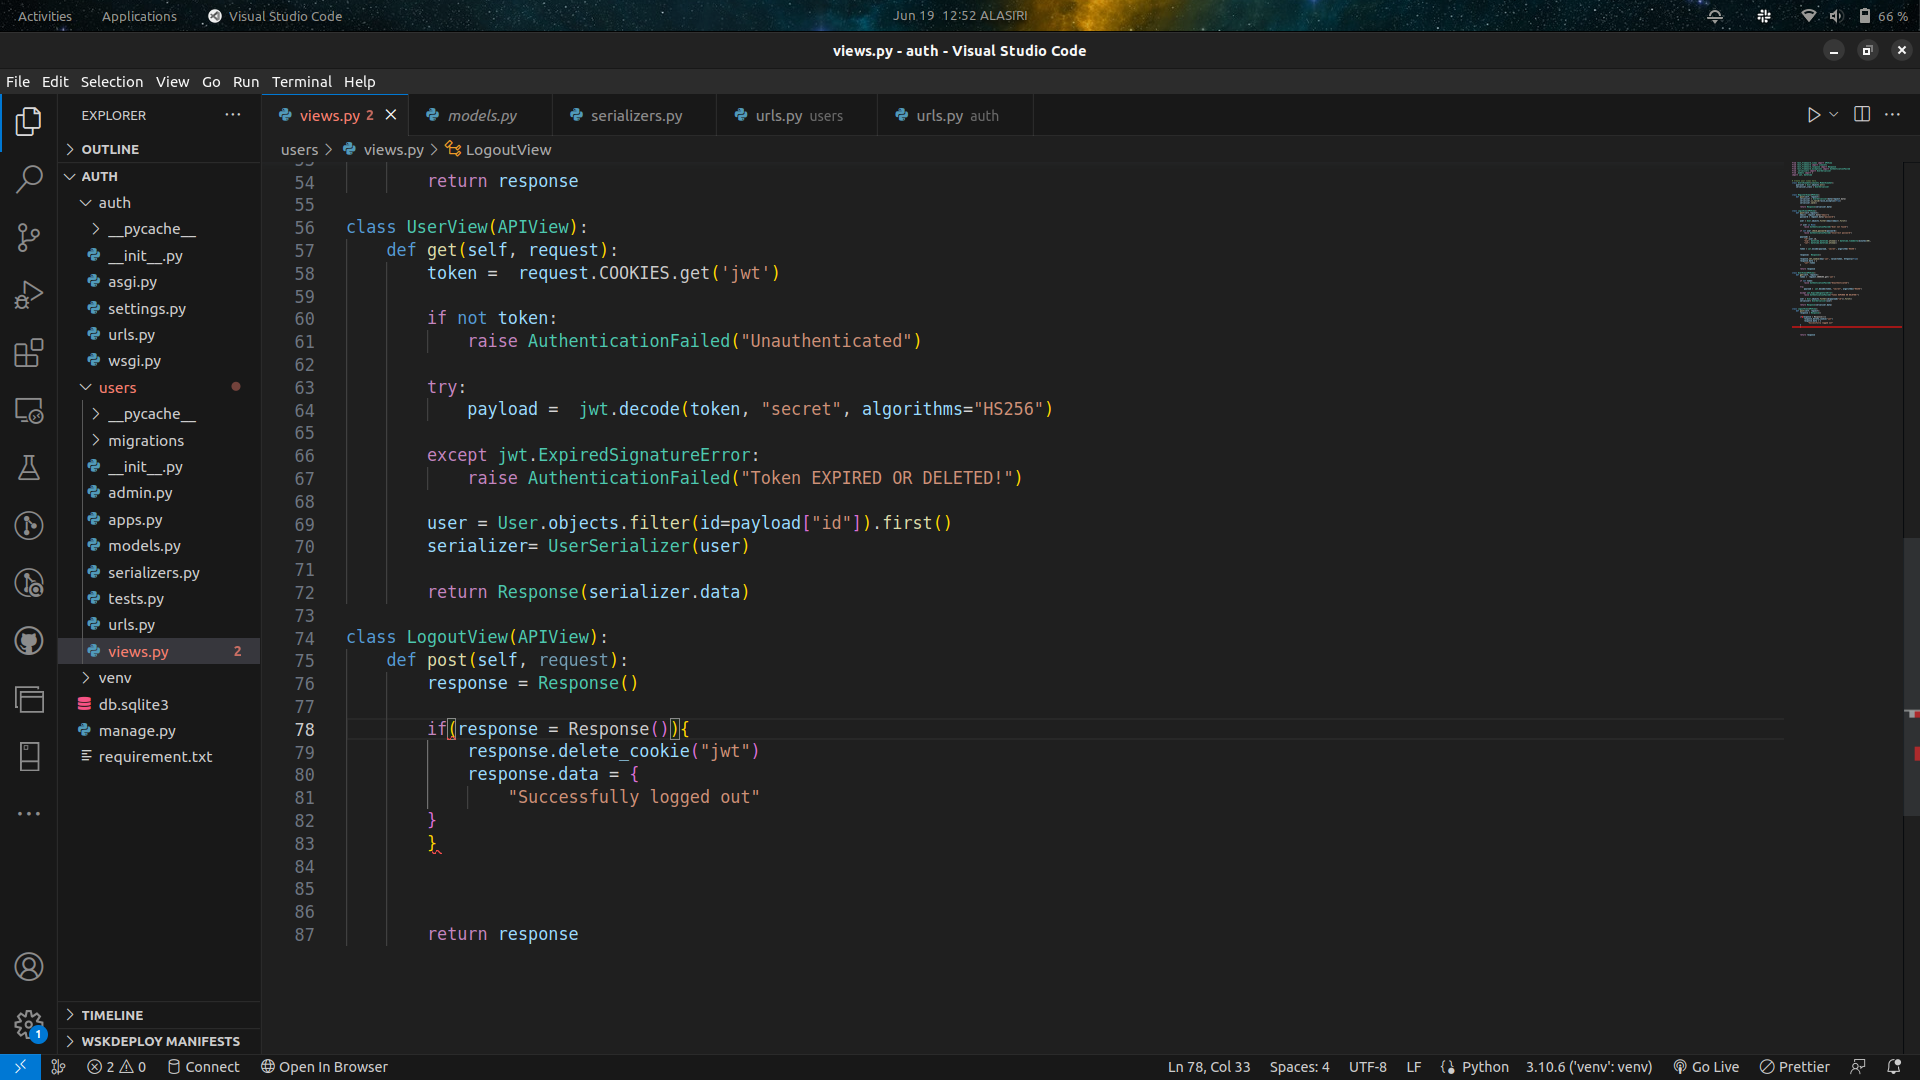 Activities Applications Visual Studio Code Jun 19 12:52 ALASIRI 66 %
views.py - auth - Visual Studio Code
File Edit Selection View Go Run Terminal Help
EXPLORER
OUTLINE
AUTH
auth
__pycache__
__init__.py
asgi.py
settings.py
urls.py
wsgi.py
users
__pycache__
migrations
__init__.py
admin.py
apps.py
models.py
serializers.py
tests.py
urls.py
views.py 2
venv
db.sqlite3
manage.py
requirement.txt
TIMELINE
WSKDEPLOY MANIFESTS
1
views.py 2 models.py serializers.py urls.py users urls.py auth
users > views.py > LogoutView
54 return response
55
56 class UserView(APIView):
57 def get(self, request):
58 token =  request.COOKIES.get('jwt')
59
60 if not token:
61 raise AuthenticationFailed("Unauthenticated")
62
63 try:
64 payload =  jwt.decode(token, "secret", algorithms="HS256")
65
66 except jwt.ExpiredSignatureError:
67 raise AuthenticationFailed("Token EXPIRED OR DELETED!")
68
69 user = User.objects.filter(id=payload["id"]).first()
70 serializer= UserSerializer(user)
71
72 return Response(serializer.data)
73
74 class LogoutView(APIView):
75 def post(self, request):
76 response = Response()
77
78 if(response = Response()){
79 response.delete_cookie("jwt")
80 response.data = {
81 "Successfully logged out"
82 }
83 }
84
85
86
87 return response
2 0 Connect Open In Browser Ln 78, Col 33 Spaces: 4 UTF-8 LF Python 3.10.6 ('venv': venv) Go Live Prettier